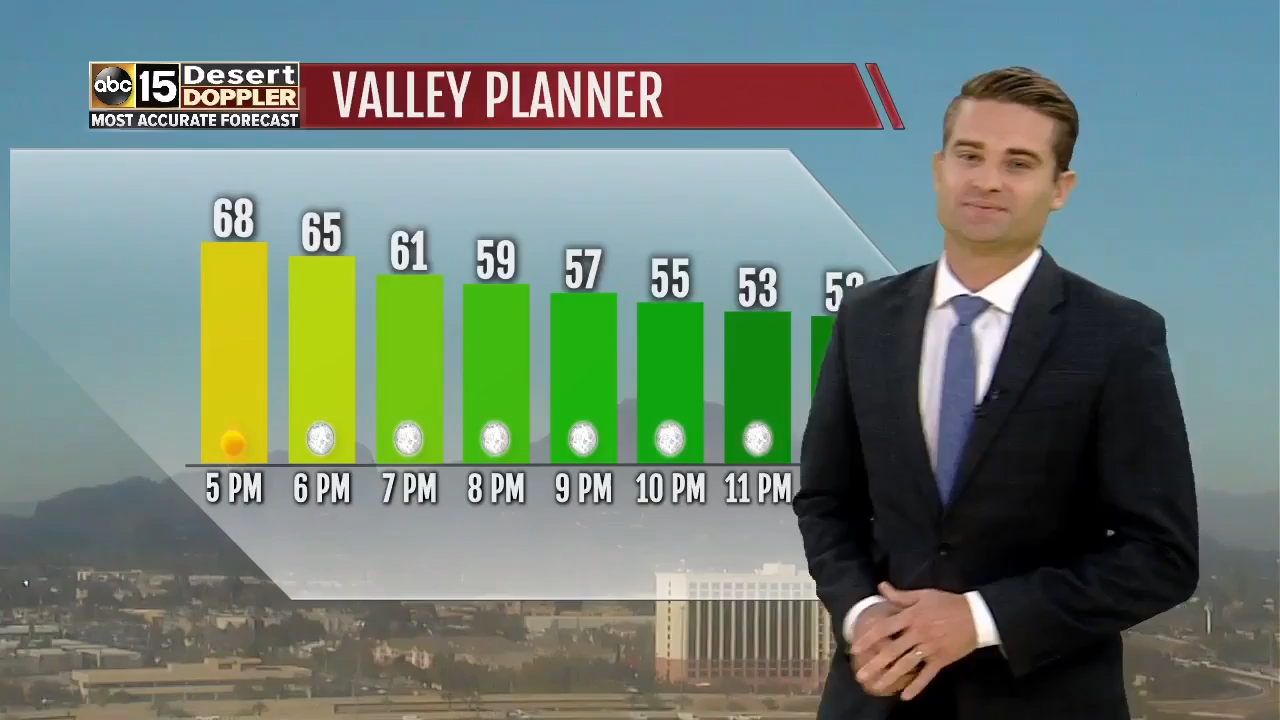 abc 15 Desert DOPPLER
MOST ACCURATE FORECAST
VALLEY PLANNER
68 65 61 59 57 55 53
5 PM 6 PM 7 PM 8 PM 9 PM 10 PM 11 PM